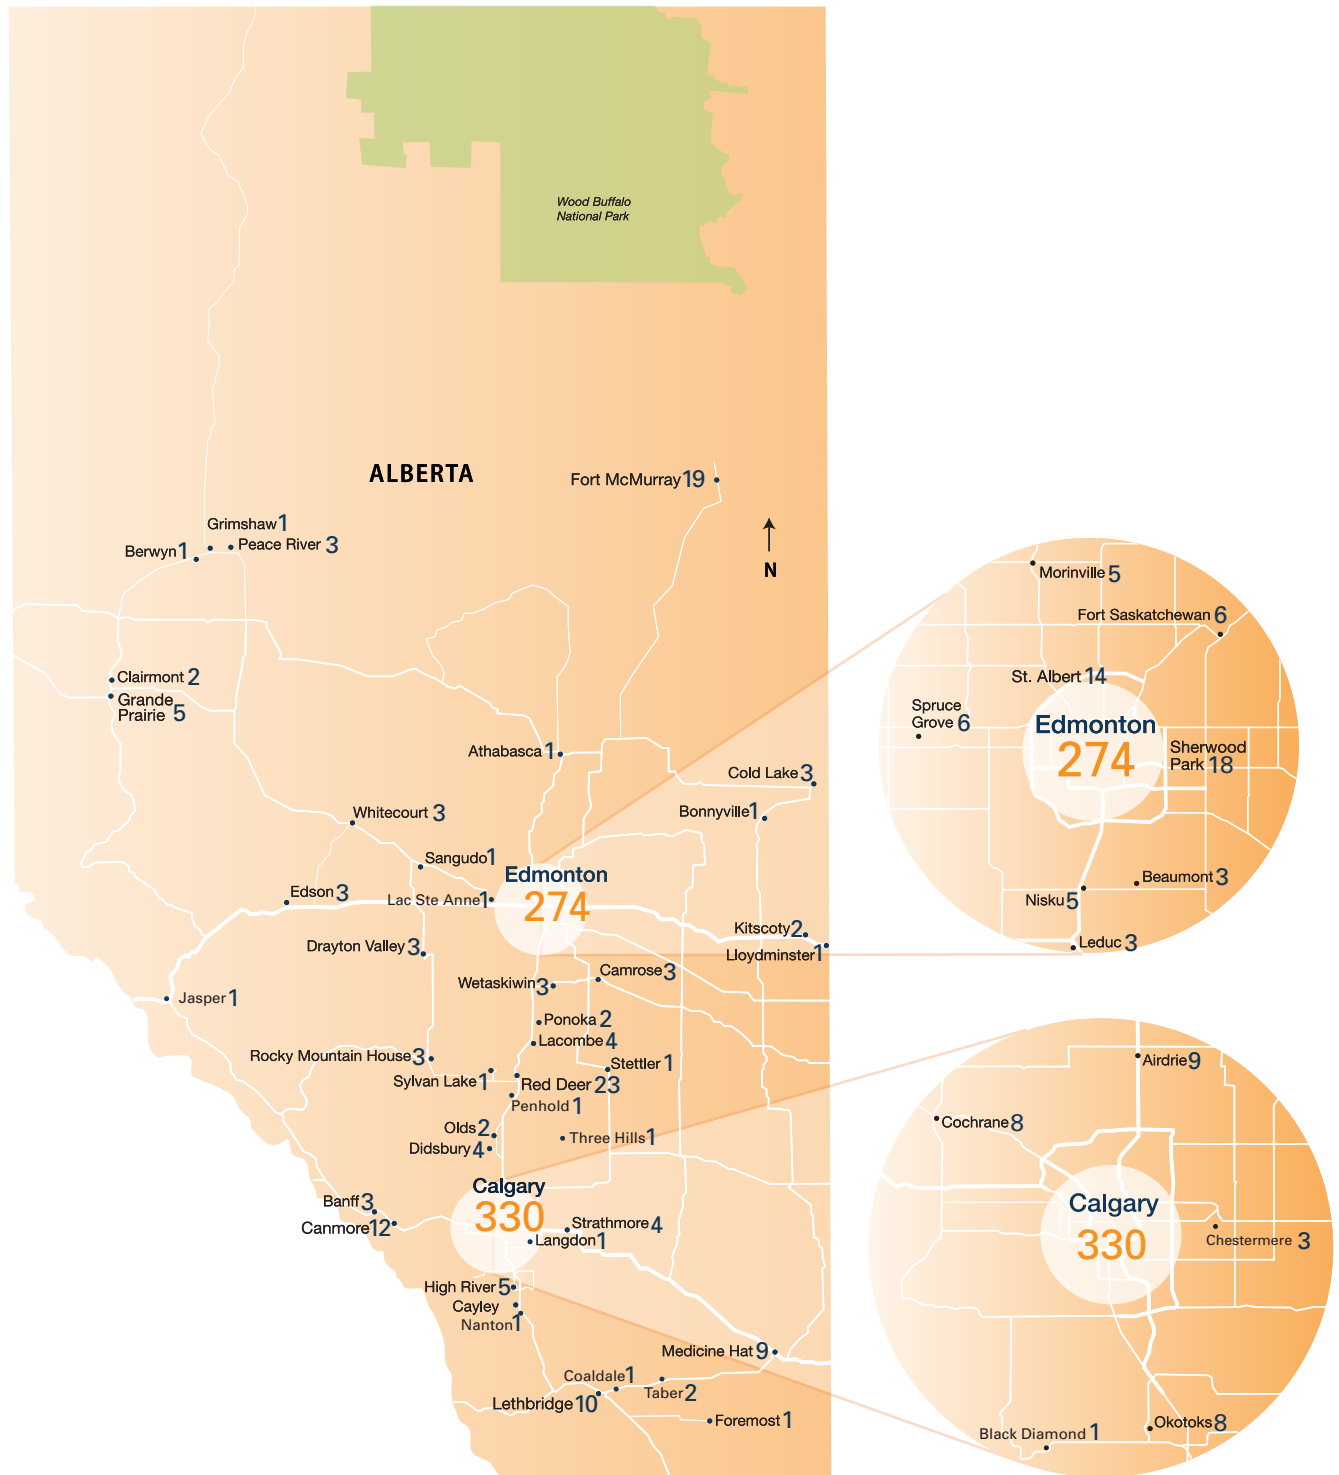 Wood Buffalo
National Park
ALBERTA
Fort McMurray 19
N
Grimshaw 1
Berwyn 1
Peace River 3
Clairmont 2
Grande
Prairie 5
Athabasca 1
Cold Lake 3
Bonnyville 1
Whitecourt 3
Sangudo 1
Edmonton
274
Edson 3
Lac Ste Anne 1
Kitscoty 2
Lloydminster 1
Drayton Valley 3
Camrose 3
Wetaskiwin 3
Jasper 1
Ponoka 2
Lacombe 4
Rocky Mountain House 3
Stettler 1
Sylvan Lake 1
Red Deer 23
Penhold 1
Olds 2
Three Hills 1
Didsbury 4
Calgary
330
Banff 3
Canmore 12
Strathmore 4
Langdon 1
High River 5
Cayley
Nanton 1
Medicine Hat 9
Coaldale 1
Taber 2
Lethbridge 10
Foremost 1
Morinville 5
Fort Saskatchewan 6
St. Albert 14
Spruce
Grove 6
Edmonton
274
Sherwood
Park 18
Beaumont 3
Nisku 5
Leduc 3
Airdrie 9
Cochrane 8
Calgary
330
Chestermere 3
Black Diamond 1
Okotoks 8